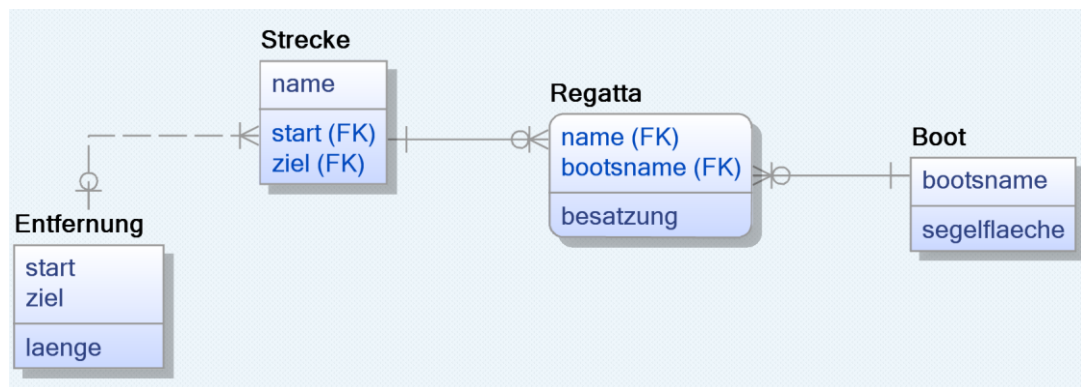 Strecke
name
start (FK)
ziel (FK)
Regatta
name (FK)
bootsname (FK)
besatzung
Boot
bootsname
segelflaeche
Entfernung
start
ziel
laenge